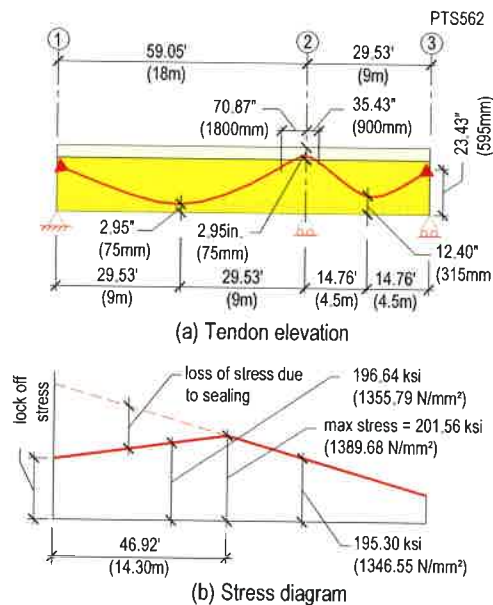 PTS562
1
2
3
59.05'
(18m)
29.53'
(9m)
70.87"
(1800mm)
35.43"
(900mm)
23.43"
(595mm)
2.95"
(75mm)
2.95in.
(75mm)
12.40"
(315mm
29.53'
(9m)
29.53'
(9m)
14.76'
(4.5m)
14.76'
(4.5m)
(a) Tendon elevation
lock off
stress
loss of stress due
to sealing
196.64 ksi
(1355.79 N/mm²)
max stress = 201.56 ksi
(1389.68 N/mm²)
46.92'
(14.30m)
195.30 ksi
(1346.55 N/mm²)
(b) Stress diagram